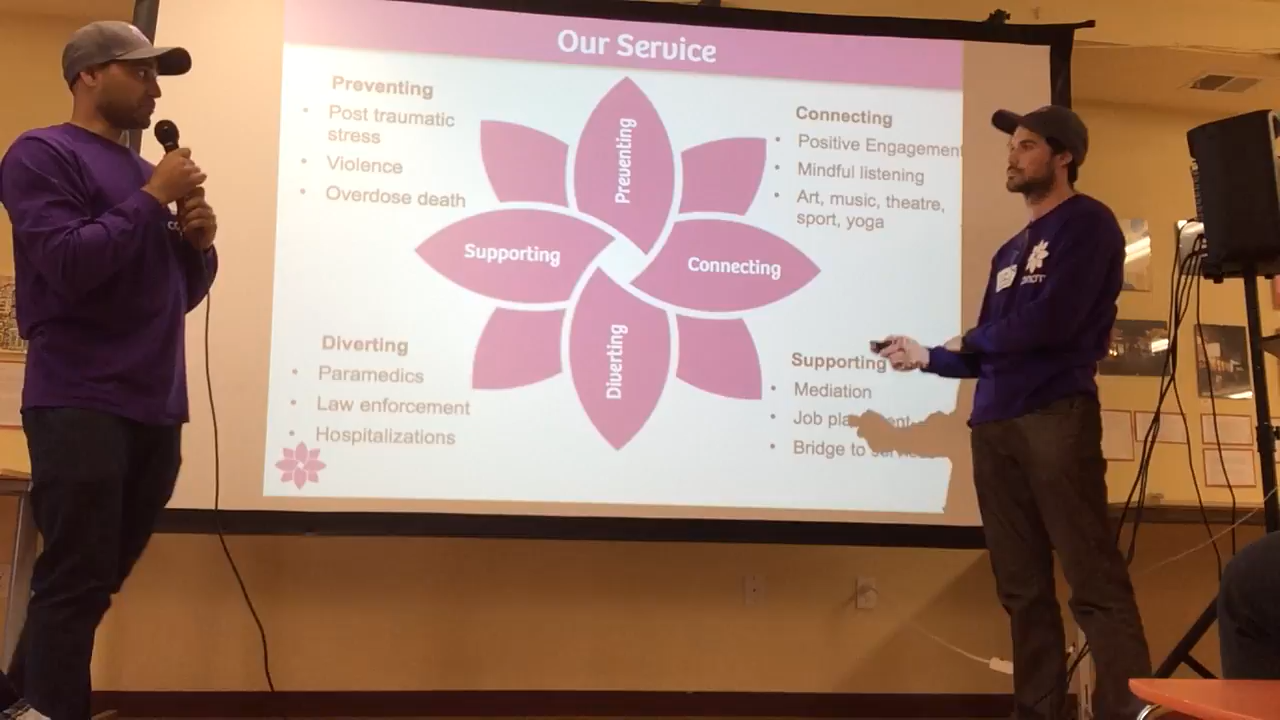 Our Service
Preventing
• Post traumatic
stress
• Violence
• Overdose death
Connecting
• Positive Engagement
• Mindful listening
• Art, music, theatre,
sport, yoga
Preventing
Supporting
Connecting
Diverting
Diverting
• Paramedics
• Law enforcement
• Hospitalizations
Supporting
• Mediation
• Job
• Bridge to